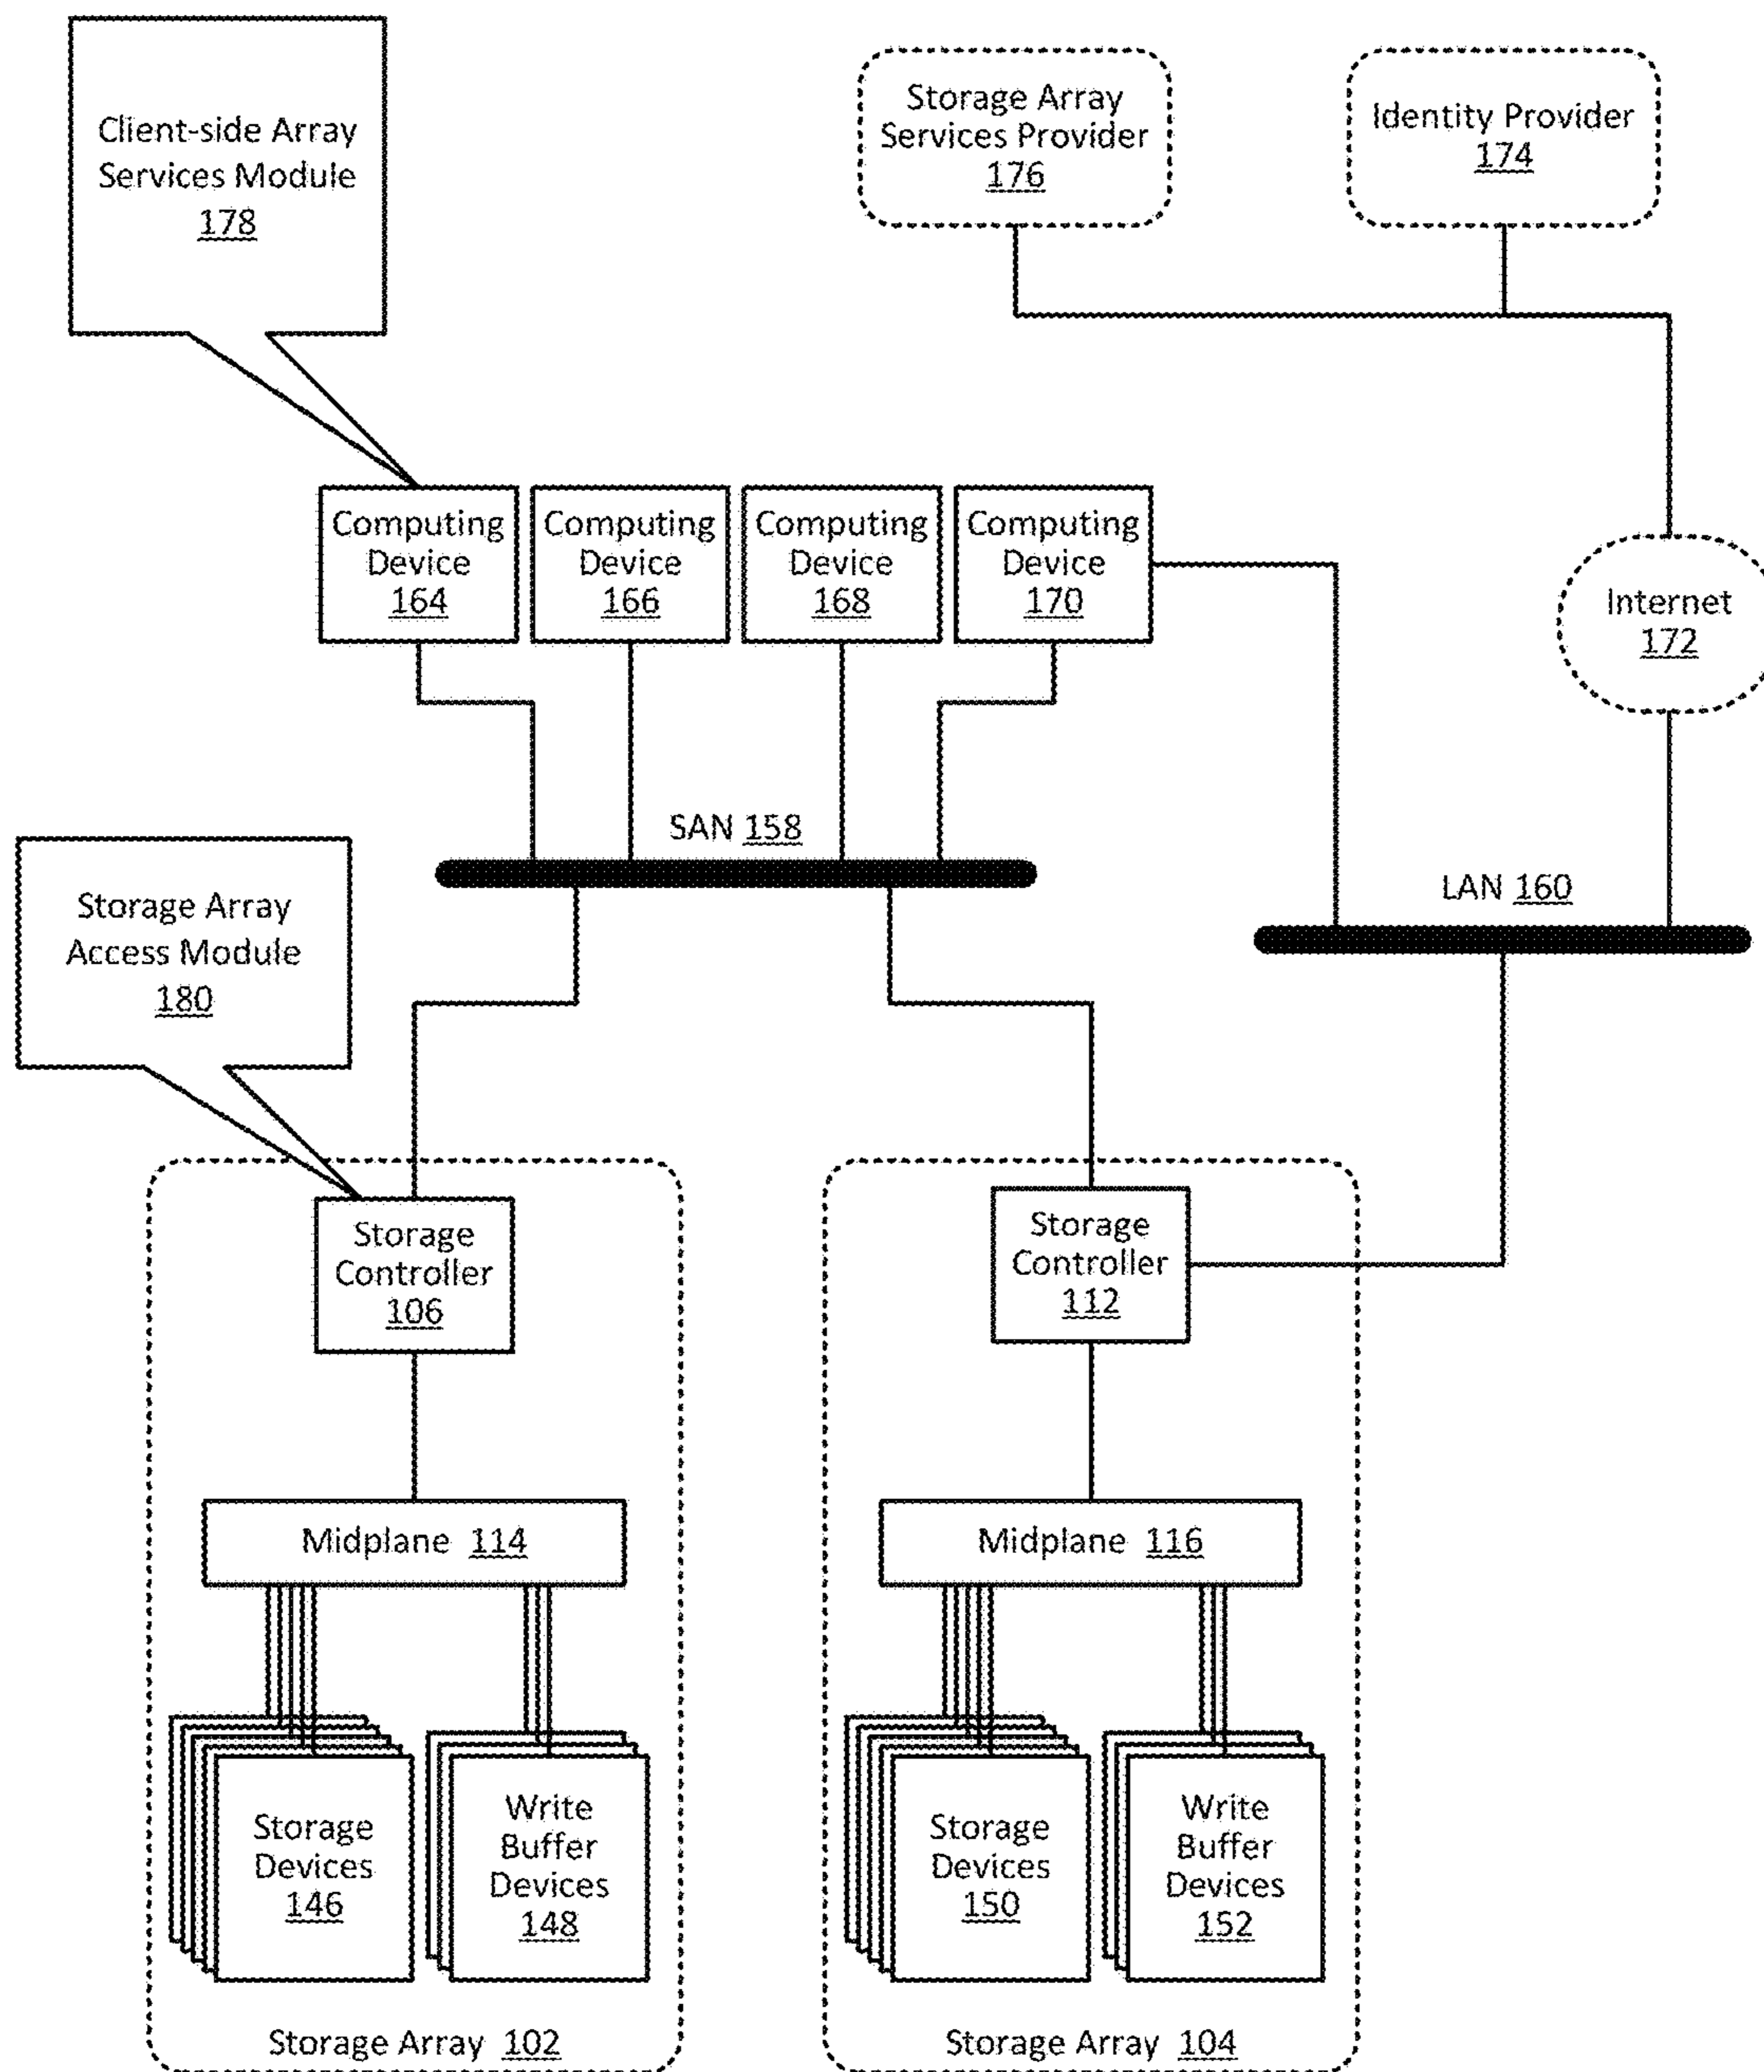 Client-side Array
Services Module
178
Storage Array
Services Provider
176
Identity Provider
174
Computing
Device
164
Computing
Device
166
Computing
Device
168
Computing
Device
170
Internet
172
SAN 158
LAN 160
Storage Array
Access Module
180
Storage
Controller
106
Storage
Controller
112
Midplane 114
Midplane 116
Storage
Devices
146
Write
Buffer
Devices
148
Storage
Devices
150
Write
Buffer
Devices
152
Storage Array 102
Storage Array 104